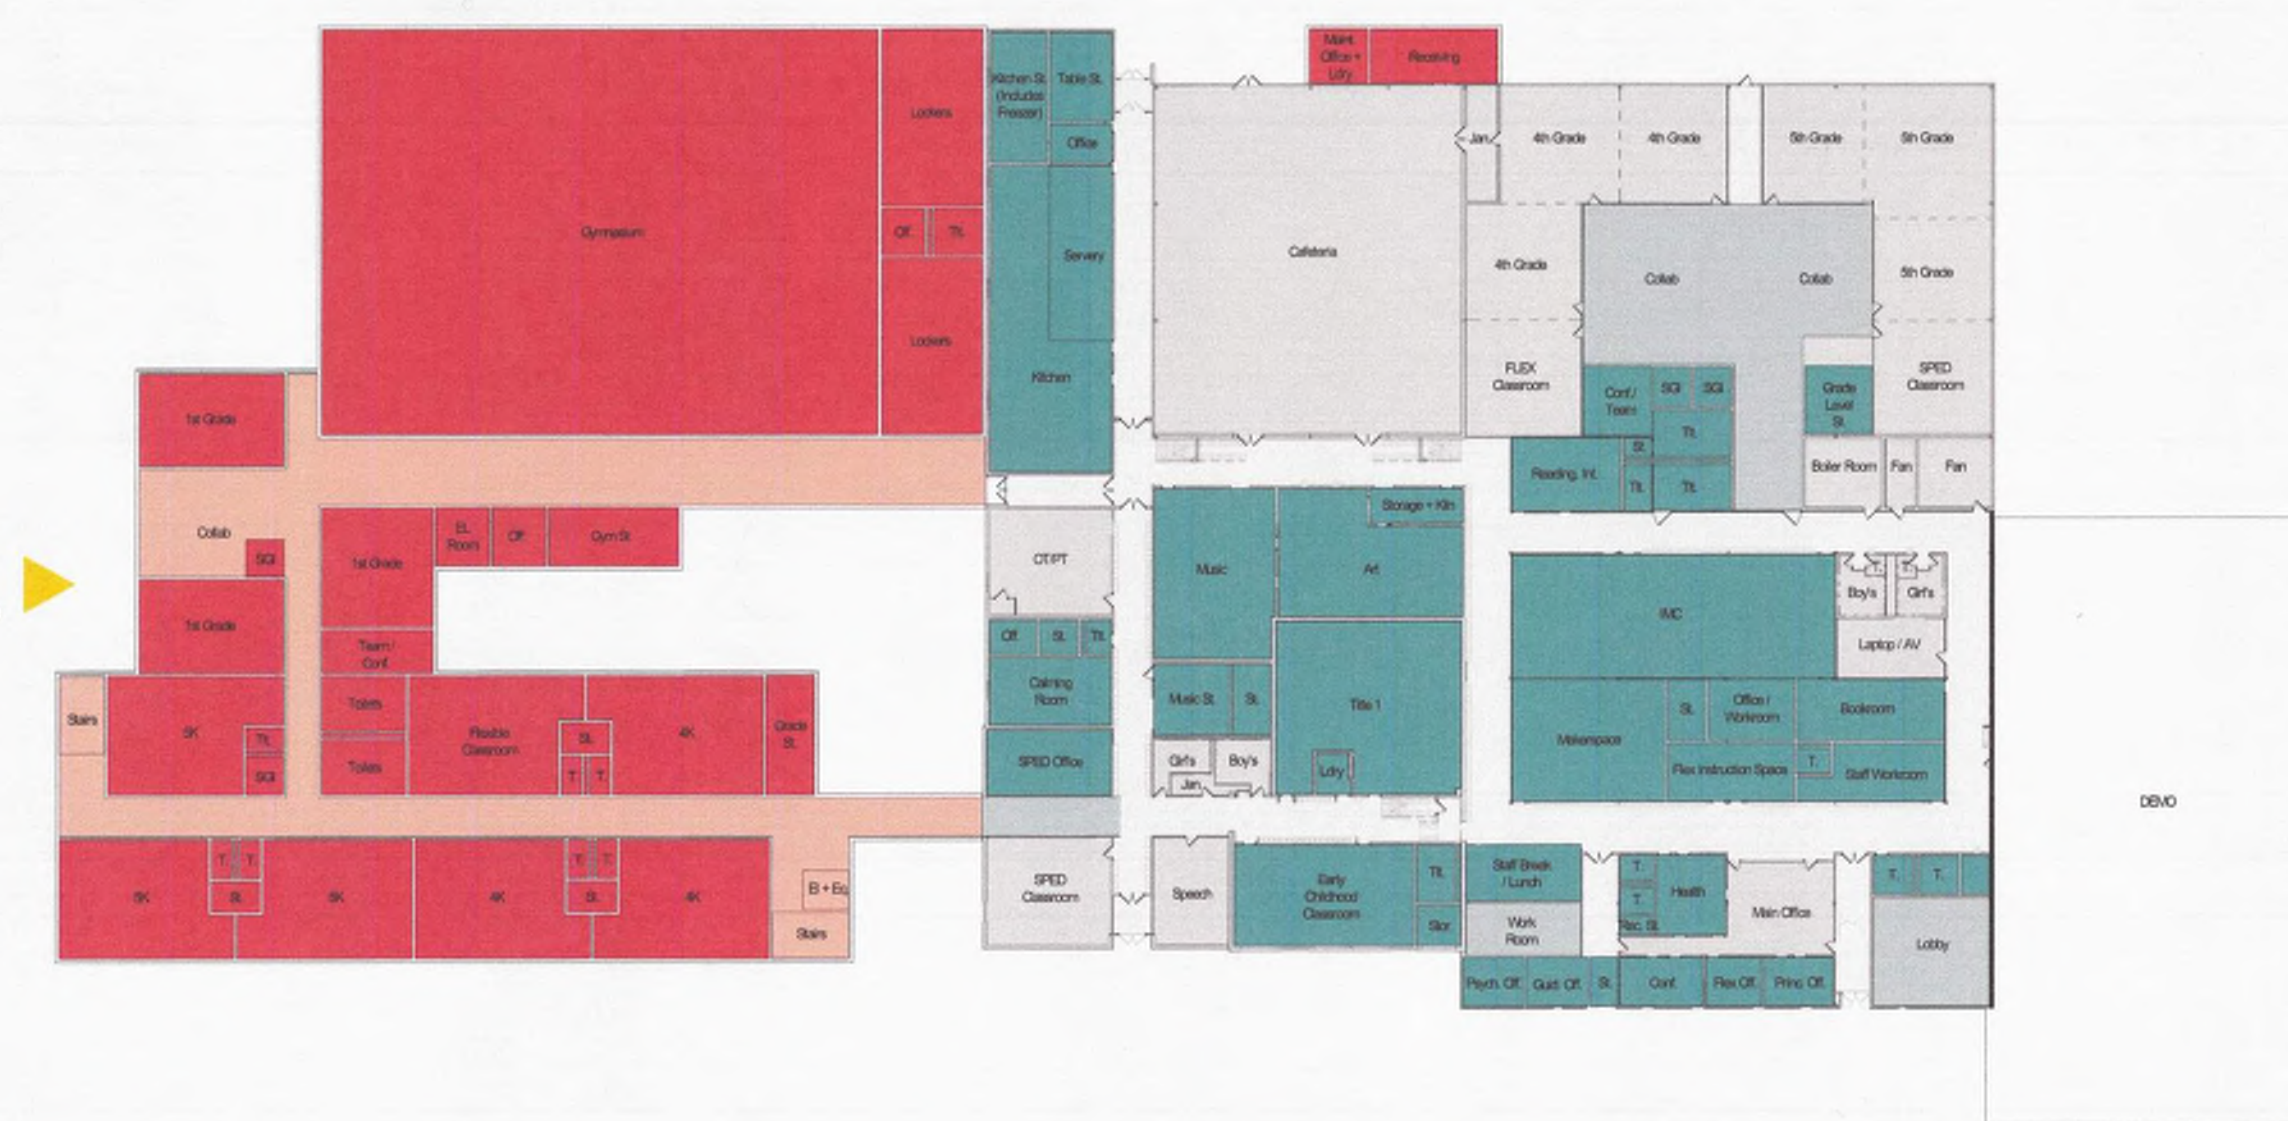 Maint.
Office +
Ldry
Receiving
Kitchen St.
(Includes
Freezer)
Table St.
Office
Lockers
Jan.
4th Grade
4th Grade
5th Grade
5th Grade
Gymnasium
Off.
Tlt.
Servery
Cafeteria
4th Grade
Collab
Collab
5th Grade
Lockers
Kitchen
FLEX
Classroom
Conf./
Team
SGI
SGI
Grade
Level
St.
SPED
Classroom
1st Grade
Tlt.
St.
Reading. Int.
Tlt.
Tlt.
Boiler Room
Fan
Fan
Collab
SGI
1st Grade
EL
Room
Off.
Gym St.
OT/PT
Music
Art
Storage + Kiln
IMC
T.
T.
Boy's
Girl's
Laptop / AV
1st Grade
Team /
Conf.
Off.
St.
Tlt.
Calming
Room
Music St.
St.
Title 1
Ldry
Makerspace
St.
Office /
Workroom
Bookroom
Flex Instruction Space
T.
Staff Workroom
Stairs
5K
Tlt.
SGI
Toilets
Toilets
Flexible
Classroom
St.
T.
T.
4K
Grade
St.
SPED Office
Girl's
Boy's
Jan.
DEMO
5K
T.
T.
St.
5K
4K
T.
T.
St.
4K
El + Eq
Stairs
SPED
Classroom
Speech
Early
Childhood
Classroom
Tlt.
Stor.
Staff Break
/ Lunch
Work
Room
T.
T.
Rec. St.
Health
Main Office
T.
T.
Lobby
Psych. Off.
Guid. Off.
St.
Conf.
Flex Off.
Princ. Off.